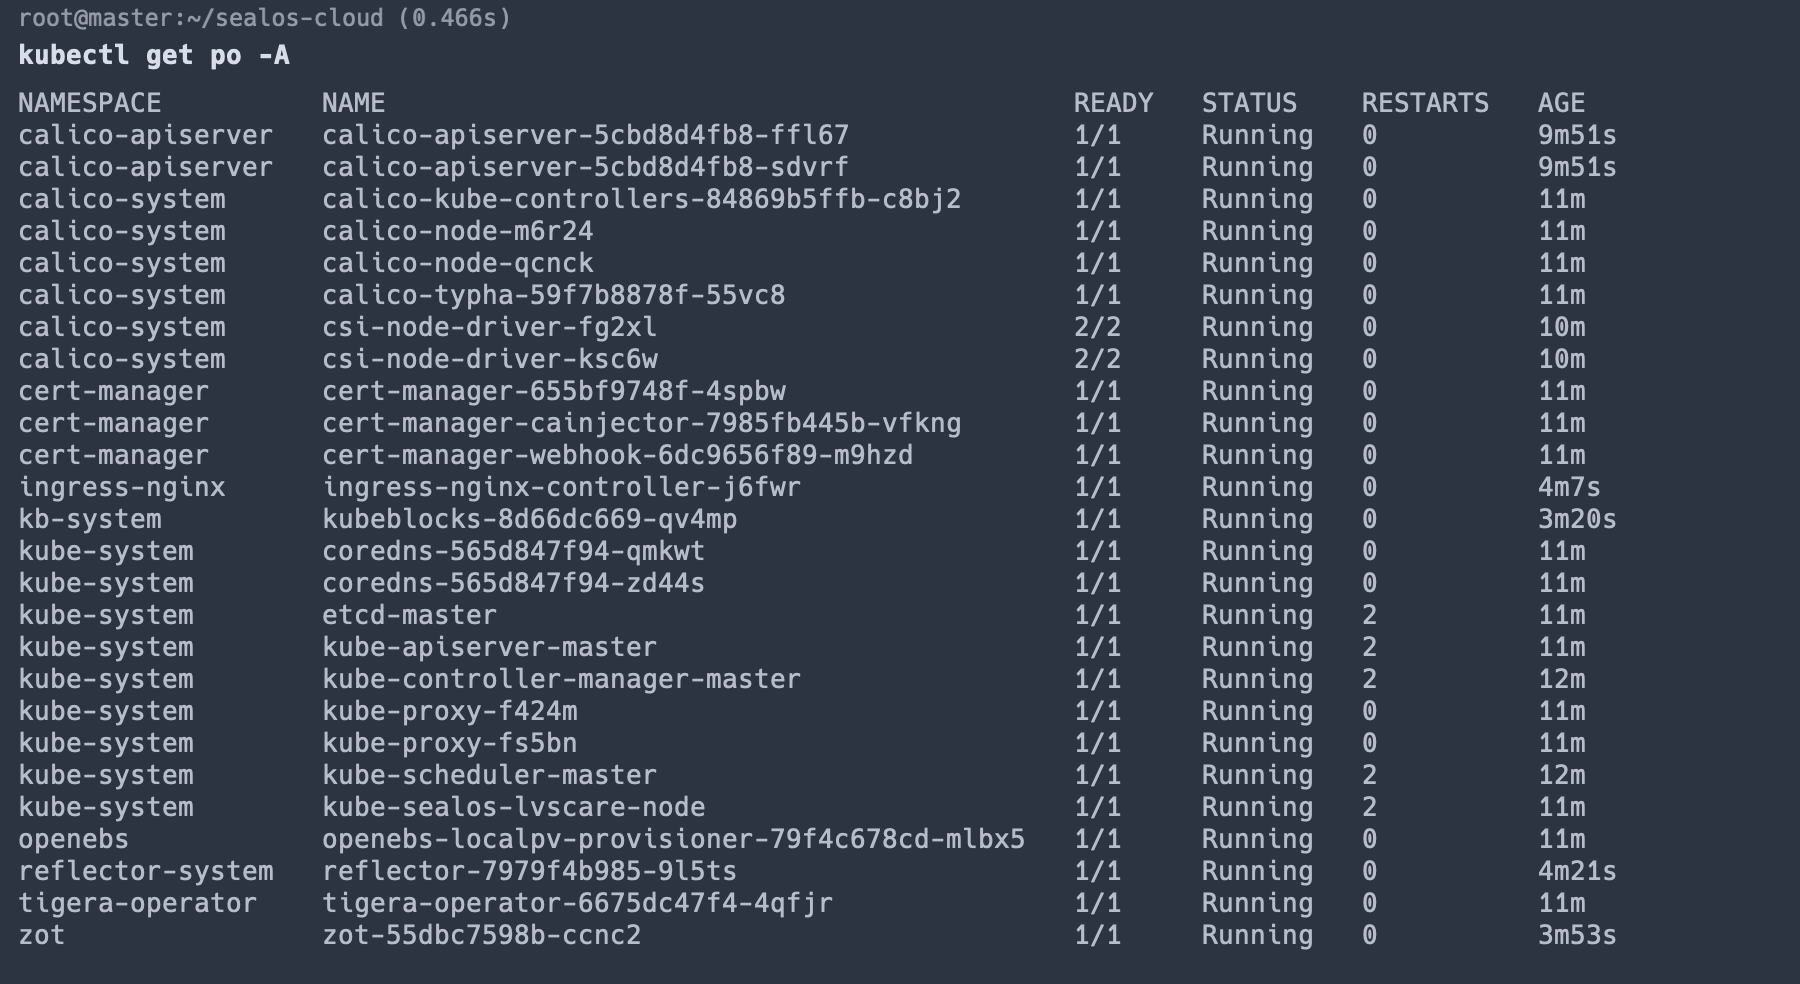 root@master:~/sealos-cloud (0.466s)
kubectl get po -A
NAMESPACE NAME READY STATUS RESTARTS AGE
calico-apiserver calico-apiserver-5cbd8d4fb8-ffl67 1/1 Running 0 9m51s
calico-apiserver calico-apiserver-5cbd8d4fb8-sdvrf 1/1 Running 0 9m51s
calico-system calico-kube-controllers-84869b5ffb-c8bj2 1/1 Running 0 11m
calico-system calico-node-m6r24 1/1 Running 0 11m
calico-system calico-node-qcnck 1/1 Running 0 11m
calico-system calico-typha-59f7b8878f-55vc8 1/1 Running 0 11m
calico-system csi-node-driver-fg2xl 2/2 Running 0 10m
calico-system csi-node-driver-ksc6w 2/2 Running 0 10m
cert-manager cert-manager-655bf9748f-4spbw 1/1 Running 0 11m
cert-manager cert-manager-cainjector-7985fb445b-vfkng 1/1 Running 0 11m
cert-manager cert-manager-webhook-6dc9656f89-m9hzd 1/1 Running 0 11m
ingress-nginx ingress-nginx-controller-j6fwr 1/1 Running 0 4m7s
kb-system kubeblocks-8d66dc669-qv4mp 1/1 Running 0 3m20s
kube-system coredns-565d847f94-qmkwt 1/1 Running 0 11m
kube-system coredns-565d847f94-zd44s 1/1 Running 0 11m
kube-system etcd-master 1/1 Running 2 11m
kube-system kube-apiserver-master 1/1 Running 2 11m
kube-system kube-controller-manager-master 1/1 Running 2 12m
kube-system kube-proxy-f424m 1/1 Running 0 11m
kube-system kube-proxy-fs5bn 1/1 Running 0 11m
kube-system kube-scheduler-master 1/1 Running 2 12m
kube-system kube-sealos-lvscare-node 1/1 Running 2 11m
openebs openebs-localpv-provisioner-79f4c678cd-mlbx5 1/1 Running 0 11m
reflector-system reflector-7979f4b985-9l5ts 1/1 Running 0 4m21s
tigera-operator tigera-operator-6675dc47f4-4qfjr 1/1 Running 0 11m
zot zot-55dbc7598b-ccnc2 1/1 Running 0 3m53s